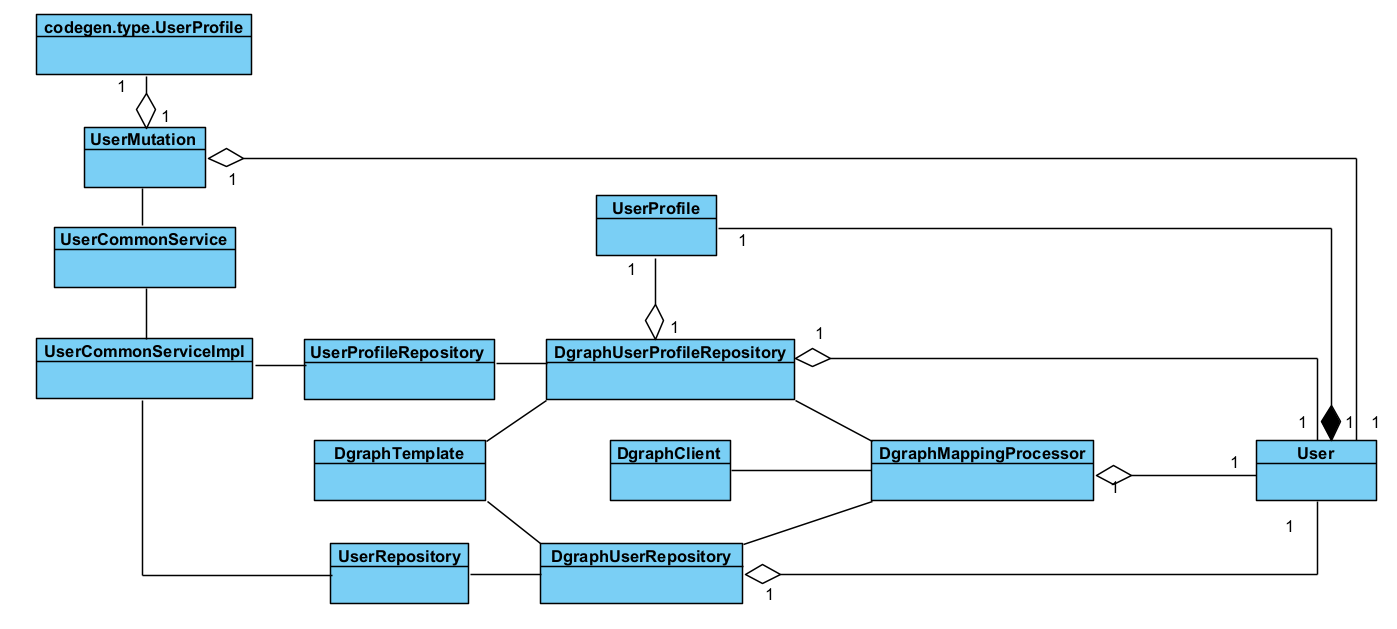 codegen.type.UserProfile
1
1
UserMutation
1
UserProfile
UserCommonService
1
1
1
1
UserCommonServiceImpl
UserProfileRepository
DgraphUserProfileRepository
1
1
1
DgraphTemplate
DgraphClient
DgraphMappingProcessor
User
1
1
1
UserRepository
DgraphUserRepository
1